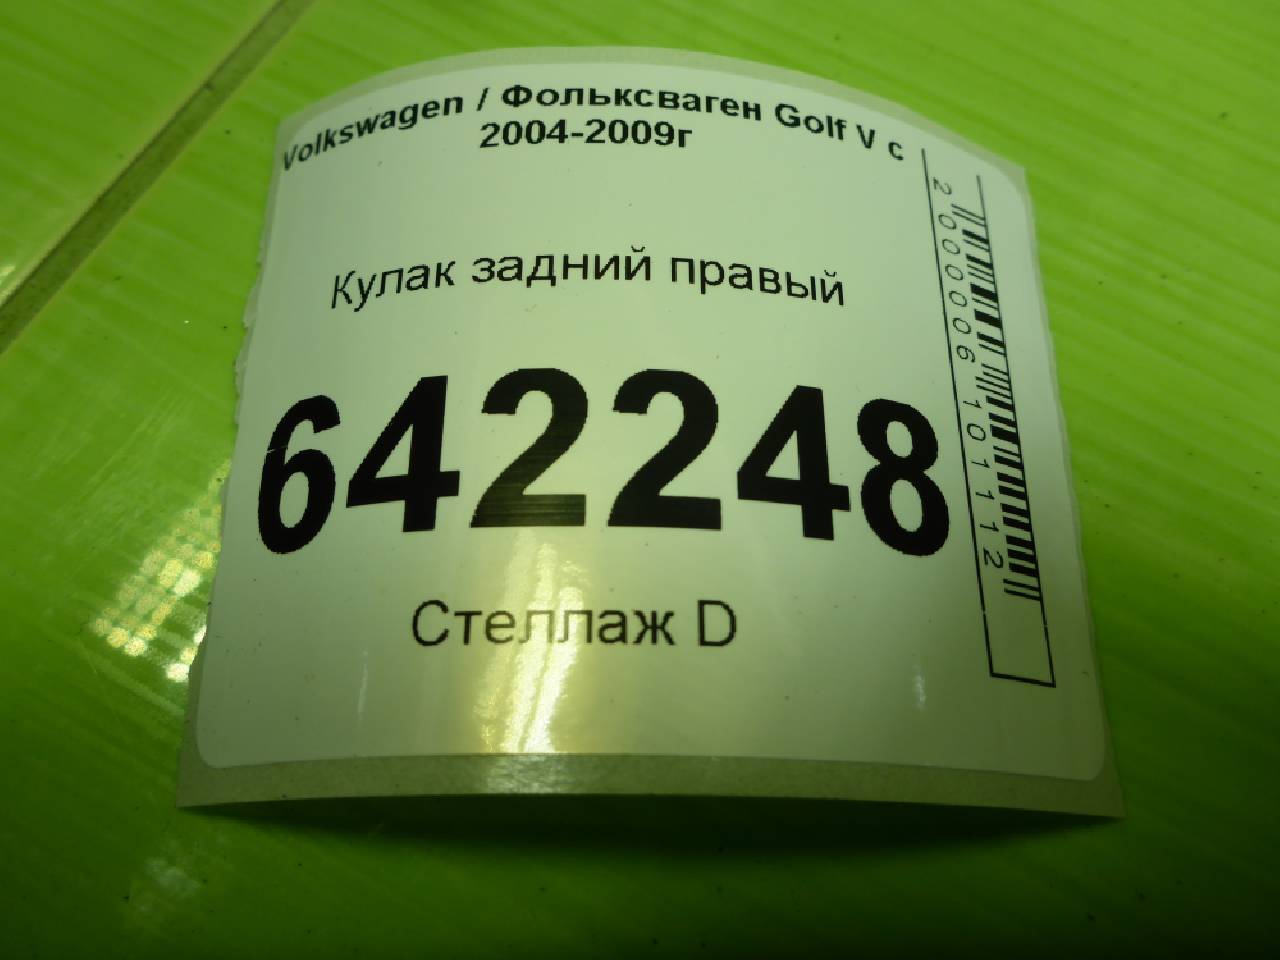 Volkswagen / Фольксваген Golf V с
2004-2009г
Кулак задний правый
642248
Стеллаж D
2000006101112